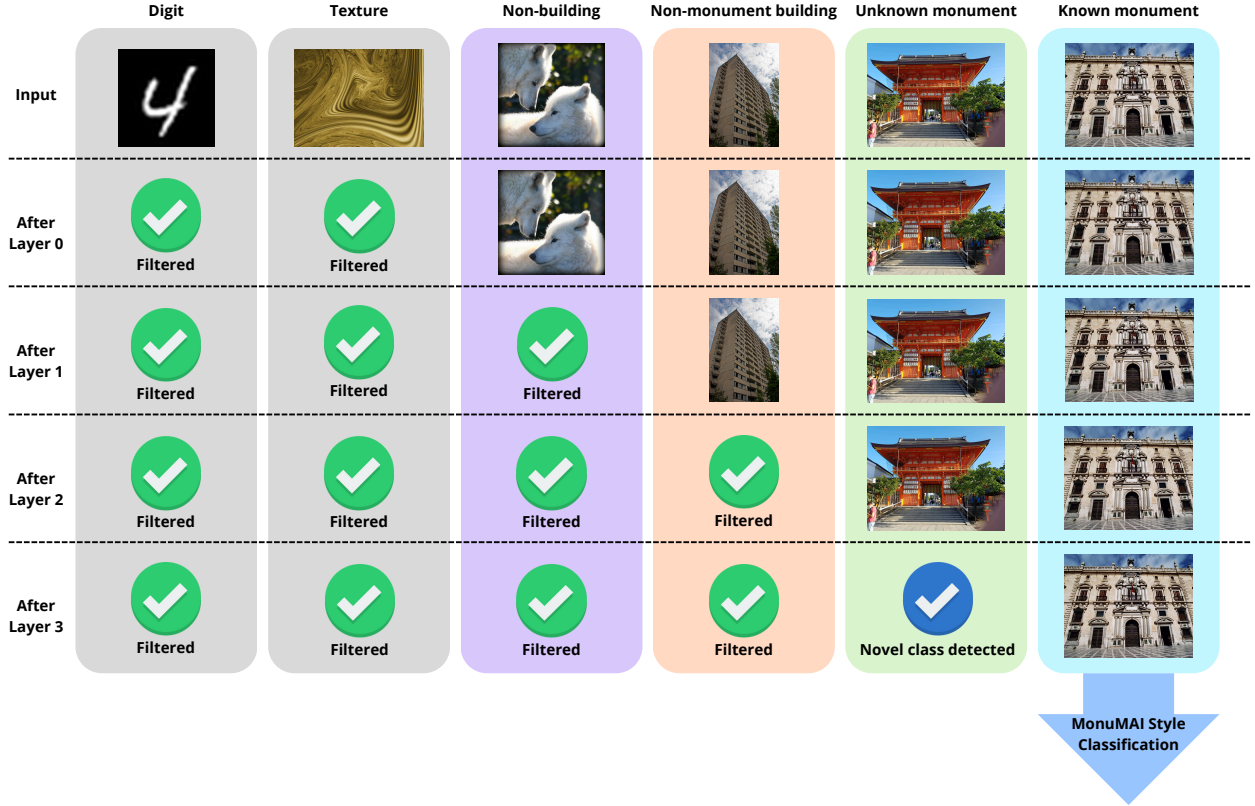 Digit
Texture
Non-building
Non-monument building
Unknown monument
Known monument
Input
4
After
Layer 0
Filtered
Filtered
After
Layer 1
Filtered
Filtered
Filtered
After
Layer 2
Filtered
Filtered
Filtered
Filtered
After
Layer 3
Filtered
Filtered
Filtered
Filtered
Novel class detected
MonuMAI Style
Classification